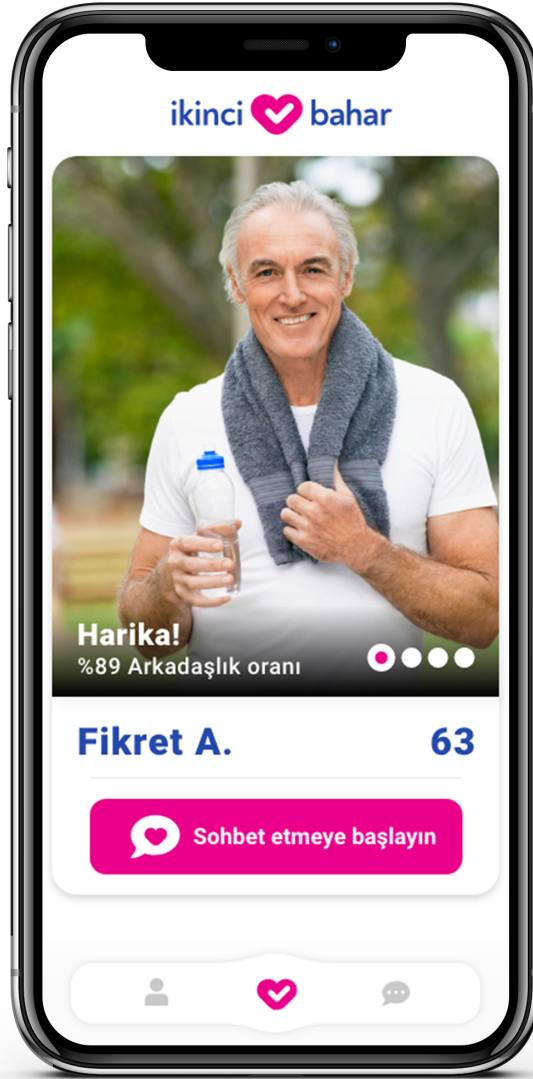 ikinci bahar
Harika!
%89 Arkadaşlık oranı
Fikret A. 63
Sohbet etmeye başlayın